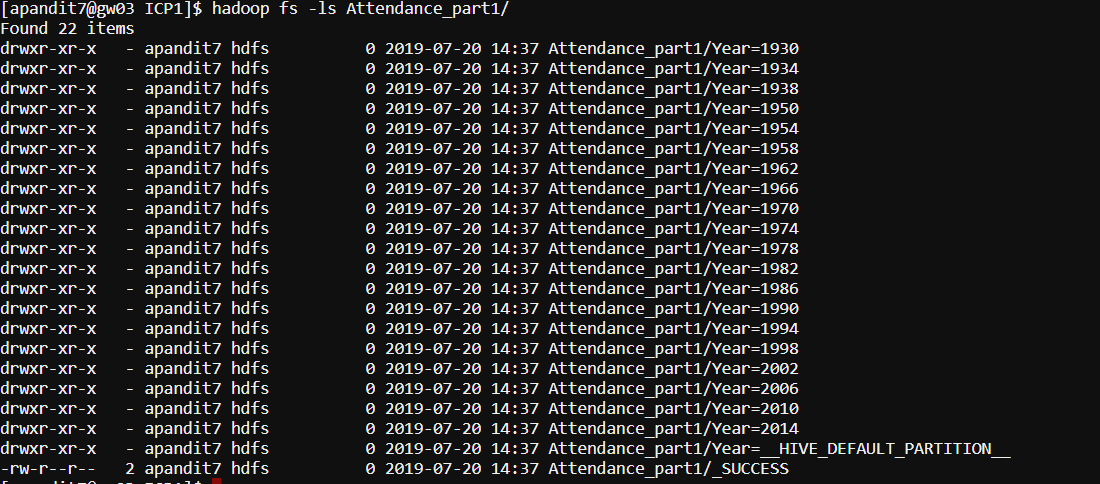 [apandit7@gw03 ICP1]$ hadoop fs -ls Attendance_part1/
Found 22 items
drwxr-xr-x   - apandit7 hdfs          0 2019-07-20 14:37 Attendance_part1/Year=1930
drwxr-xr-x   - apandit7 hdfs          0 2019-07-20 14:37 Attendance_part1/Year=1934
drwxr-xr-x   - apandit7 hdfs          0 2019-07-20 14:37 Attendance_part1/Year=1938
drwxr-xr-x   - apandit7 hdfs          0 2019-07-20 14:37 Attendance_part1/Year=1950
drwxr-xr-x   - apandit7 hdfs          0 2019-07-20 14:37 Attendance_part1/Year=1954
drwxr-xr-x   - apandit7 hdfs          0 2019-07-20 14:37 Attendance_part1/Year=1958
drwxr-xr-x   - apandit7 hdfs          0 2019-07-20 14:37 Attendance_part1/Year=1962
drwxr-xr-x   - apandit7 hdfs          0 2019-07-20 14:37 Attendance_part1/Year=1966
drwxr-xr-x   - apandit7 hdfs          0 2019-07-20 14:37 Attendance_part1/Year=1970
drwxr-xr-x   - apandit7 hdfs          0 2019-07-20 14:37 Attendance_part1/Year=1974
drwxr-xr-x   - apandit7 hdfs          0 2019-07-20 14:37 Attendance_part1/Year=1978
drwxr-xr-x   - apandit7 hdfs          0 2019-07-20 14:37 Attendance_part1/Year=1982
drwxr-xr-x   - apandit7 hdfs          0 2019-07-20 14:37 Attendance_part1/Year=1986
drwxr-xr-x   - apandit7 hdfs          0 2019-07-20 14:37 Attendance_part1/Year=1990
drwxr-xr-x   - apandit7 hdfs          0 2019-07-20 14:37 Attendance_part1/Year=1994
drwxr-xr-x   - apandit7 hdfs          0 2019-07-20 14:37 Attendance_part1/Year=1998
drwxr-xr-x   - apandit7 hdfs          0 2019-07-20 14:37 Attendance_part1/Year=2002
drwxr-xr-x   - apandit7 hdfs          0 2019-07-20 14:37 Attendance_part1/Year=2006
drwxr-xr-x   - apandit7 hdfs          0 2019-07-20 14:37 Attendance_part1/Year=2010
drwxr-xr-x   - apandit7 hdfs          0 2019-07-20 14:37 Attendance_part1/Year=2014
drwxr-xr-x   - apandit7 hdfs          0 2019-07-20 14:37 Attendance_part1/Year=__HIVE_DEFAULT_PARTITION__
-rw-r--r--   2 apandit7 hdfs          0 2019-07-20 14:37 Attendance_part1/_SUCCESS